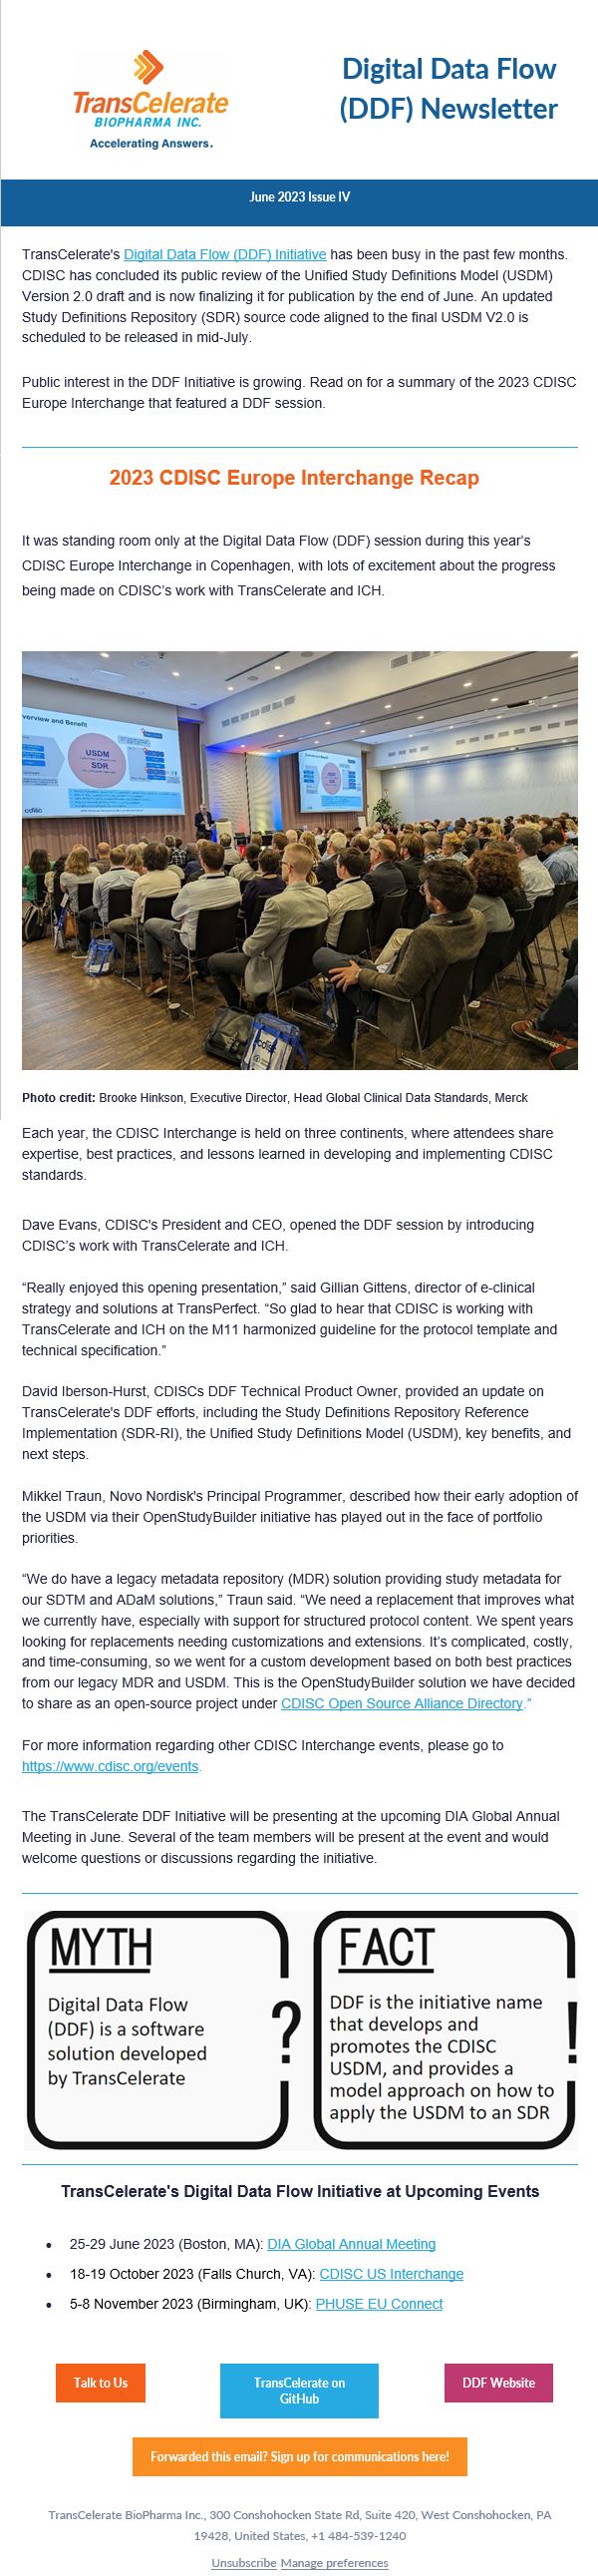 TransCelerate
BIOPHARMA INC.
Accelerating Answers.
Digital Data Flow
(DDF) Newsletter
June 2023 Issue IV
TransCelerate's Digital Data Flow (DDF) Initiative has been busy in the past few months.
CDISC has concluded its public review of the Unified Study Definitions Model (USDM)
Version 2.0 draft and is now finalizing it for publication by the end of June. An updated
Study Definitions Repository (SDR) source code aligned to the final USDM V2.0 is
scheduled to be released in mid-July.
Public interest in the DDF Initiative is growing. Read on for a summary of the 2023 CDISC
Europe Interchange that featured a DDF session.
2023 CDISC Europe Interchange Recap
It was standing room only at the Digital Data Flow (DDF) session during this year's
CDISC Europe Interchange in Copenhagen, with lots of excitement about the progress
being made on CDISC's work with TransCelerate and ICH.
verview and Benefit
USDM
SDR
cdisc
USDM
SDR
cdisc
Photo credit: Brooke Hinkson, Executive Director, Head Global Clinical Data Standards, Merck
Each year, the CDISC Interchange is held on three continents, where attendees share
expertise, best practices, and lessons learned in developing and implementing CDISC
standards.
Dave Evans, CDISC's President and CEO, opened the DDF session by introducing
CDISC's work with TransCelerate and ICH.
“Really enjoyed this opening presentation,” said Gillian Gittens, director of e-clinical
strategy and solutions at TransPerfect. “So glad to hear that CDISC is working with
TransCelerate and ICH on the M11 harmonized guideline for the protocol template and
technical specification.”
David Iberson-Hurst, CDISCs DDF Technical Product Owner, provided an update on
TransCelerate's DDF efforts, including the Study Definitions Repository Reference
Implementation (SDR-RI), the Unified Study Definitions Model (USDM), key benefits, and
next steps.
Mikkel Traun, Novo Nordisk's Principal Programmer, described how their early adoption of
the USDM via their OpenStudyBuilder initiative has played out in the face of portfolio
priorities.
“We do have a legacy metadata repository (MDR) solution providing study metadata for
our SDTM and ADaM solutions,” Traun said. “We need a replacement that improves what
we currently have, especially with support for structured protocol content. We spent years
looking for replacements needing customizations and extensions. It's complicated, costly,
and time-consuming, so we went for a custom development based on both best practices
from our legacy MDR and USDM. This is the OpenStudyBuilder solution we have decided
to share as an open-source project under CDISC Open Source Alliance Directory.”
For more information regarding other CDISC Interchange events, please go to
https://www.cdisc.org/events.
The TransCelerate DDF Initiative will be presenting at the upcoming DIA Global Annual
Meeting in June. Several of the team members will be present at the event and would
welcome questions or discussions regarding the initiative.
MYTH
Digital Data Flow
(DDF) is a software
solution developed
by TransCelerate
?
FACT
DDF is the initiative name
that develops and
promotes the CDISC
USDM, and provides a
model approach on how to
apply the USDM to an SDR
!
TransCelerate's Digital Data Flow Initiative at Upcoming Events
• 25-29 June 2023 (Boston, MA): DIA Global Annual Meeting
• 18-19 October 2023 (Falls Church, VA): CDISC US Interchange
• 5-8 November 2023 (Birmingham, UK): PHUSE EU Connect
Talk to Us
TransCelerate on
GitHub
DDF Website
Forwarded this email? Sign up for communications here!
TransCelerate BioPharma Inc., 300 Conshohocken State Rd, Suite 420, West Conshohocken, PA
19428, United States, +1 484-539-1240
Unsubscribe Manage preferences